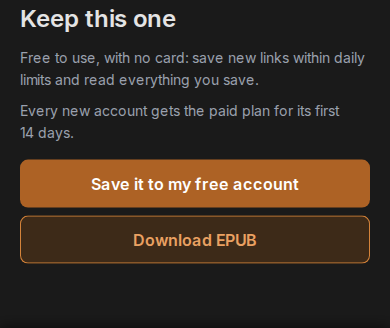 Keep this one
Free to use, with no card: save new links within daily
limits and read everything you save.
Every new account gets the paid plan for its first
14 days.
Save it to my free account
Download EPUB